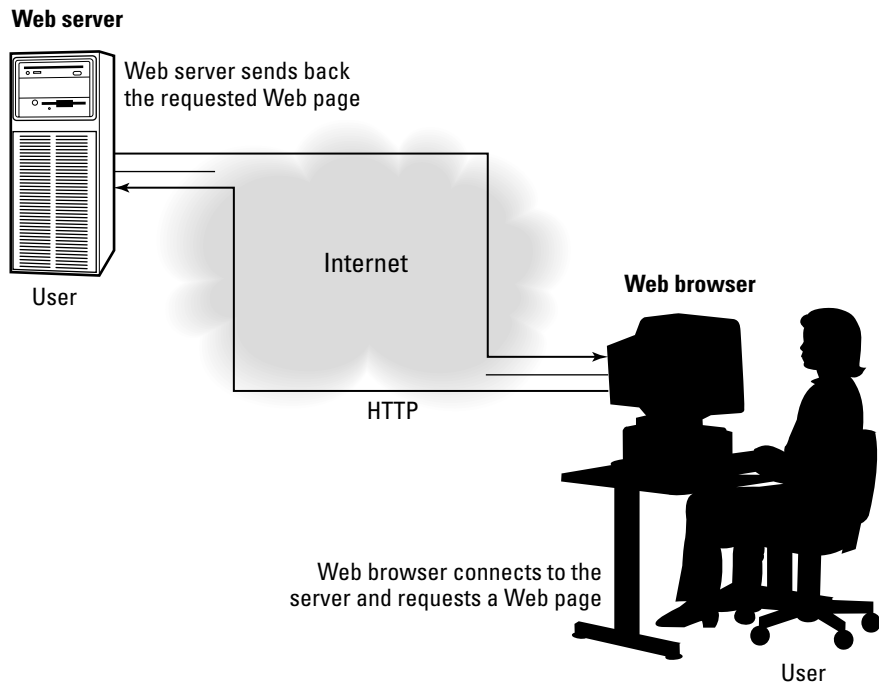 Web server
Web server sends back
the requested Web page
Internet
User
Web browser
HTTP
Web browser connects to the
server and requests a Web page
User